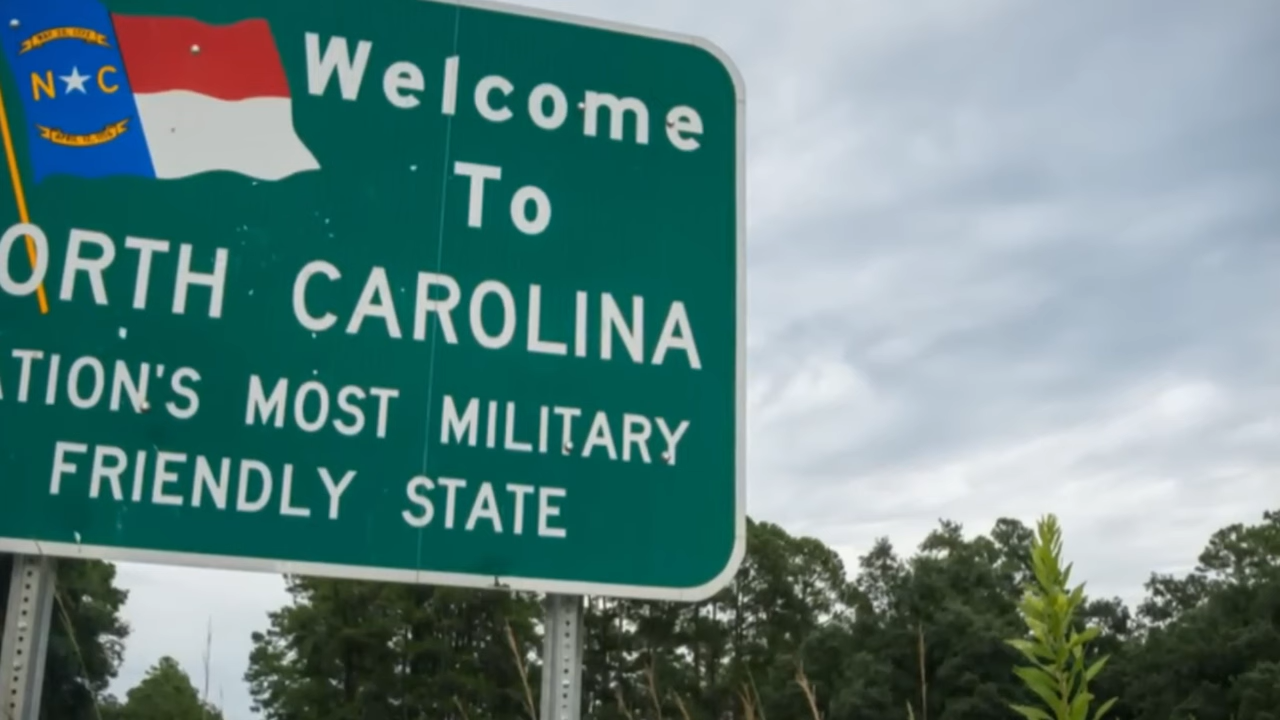 N C
Welcome
To
ORTH CAROLINA
ATION'S MOST MILITARY
FRIENDLY STATE